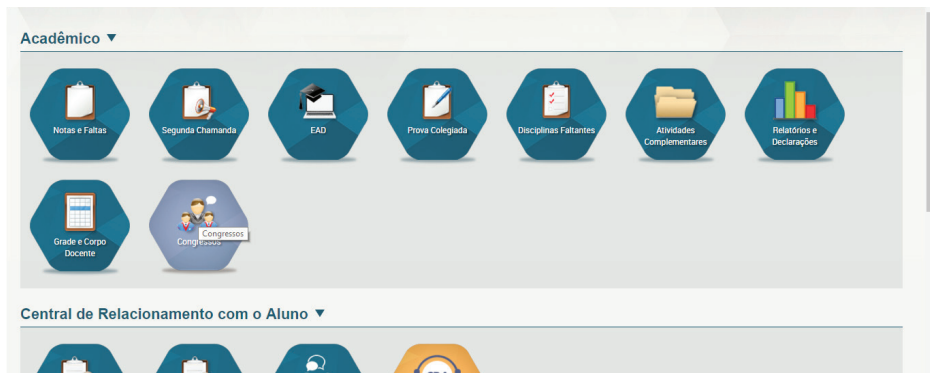 Acadêmico ▼
Notas e Faltas
Segunda Chamanda
EAD
Prova Colegiada
Disciplinas Faltantes
Atividades
Complementares
Relatórios e
Declarações
Grade e Corpo
Docente
Congressos
Congressos
Central de Relacionamento com o Aluno ▼